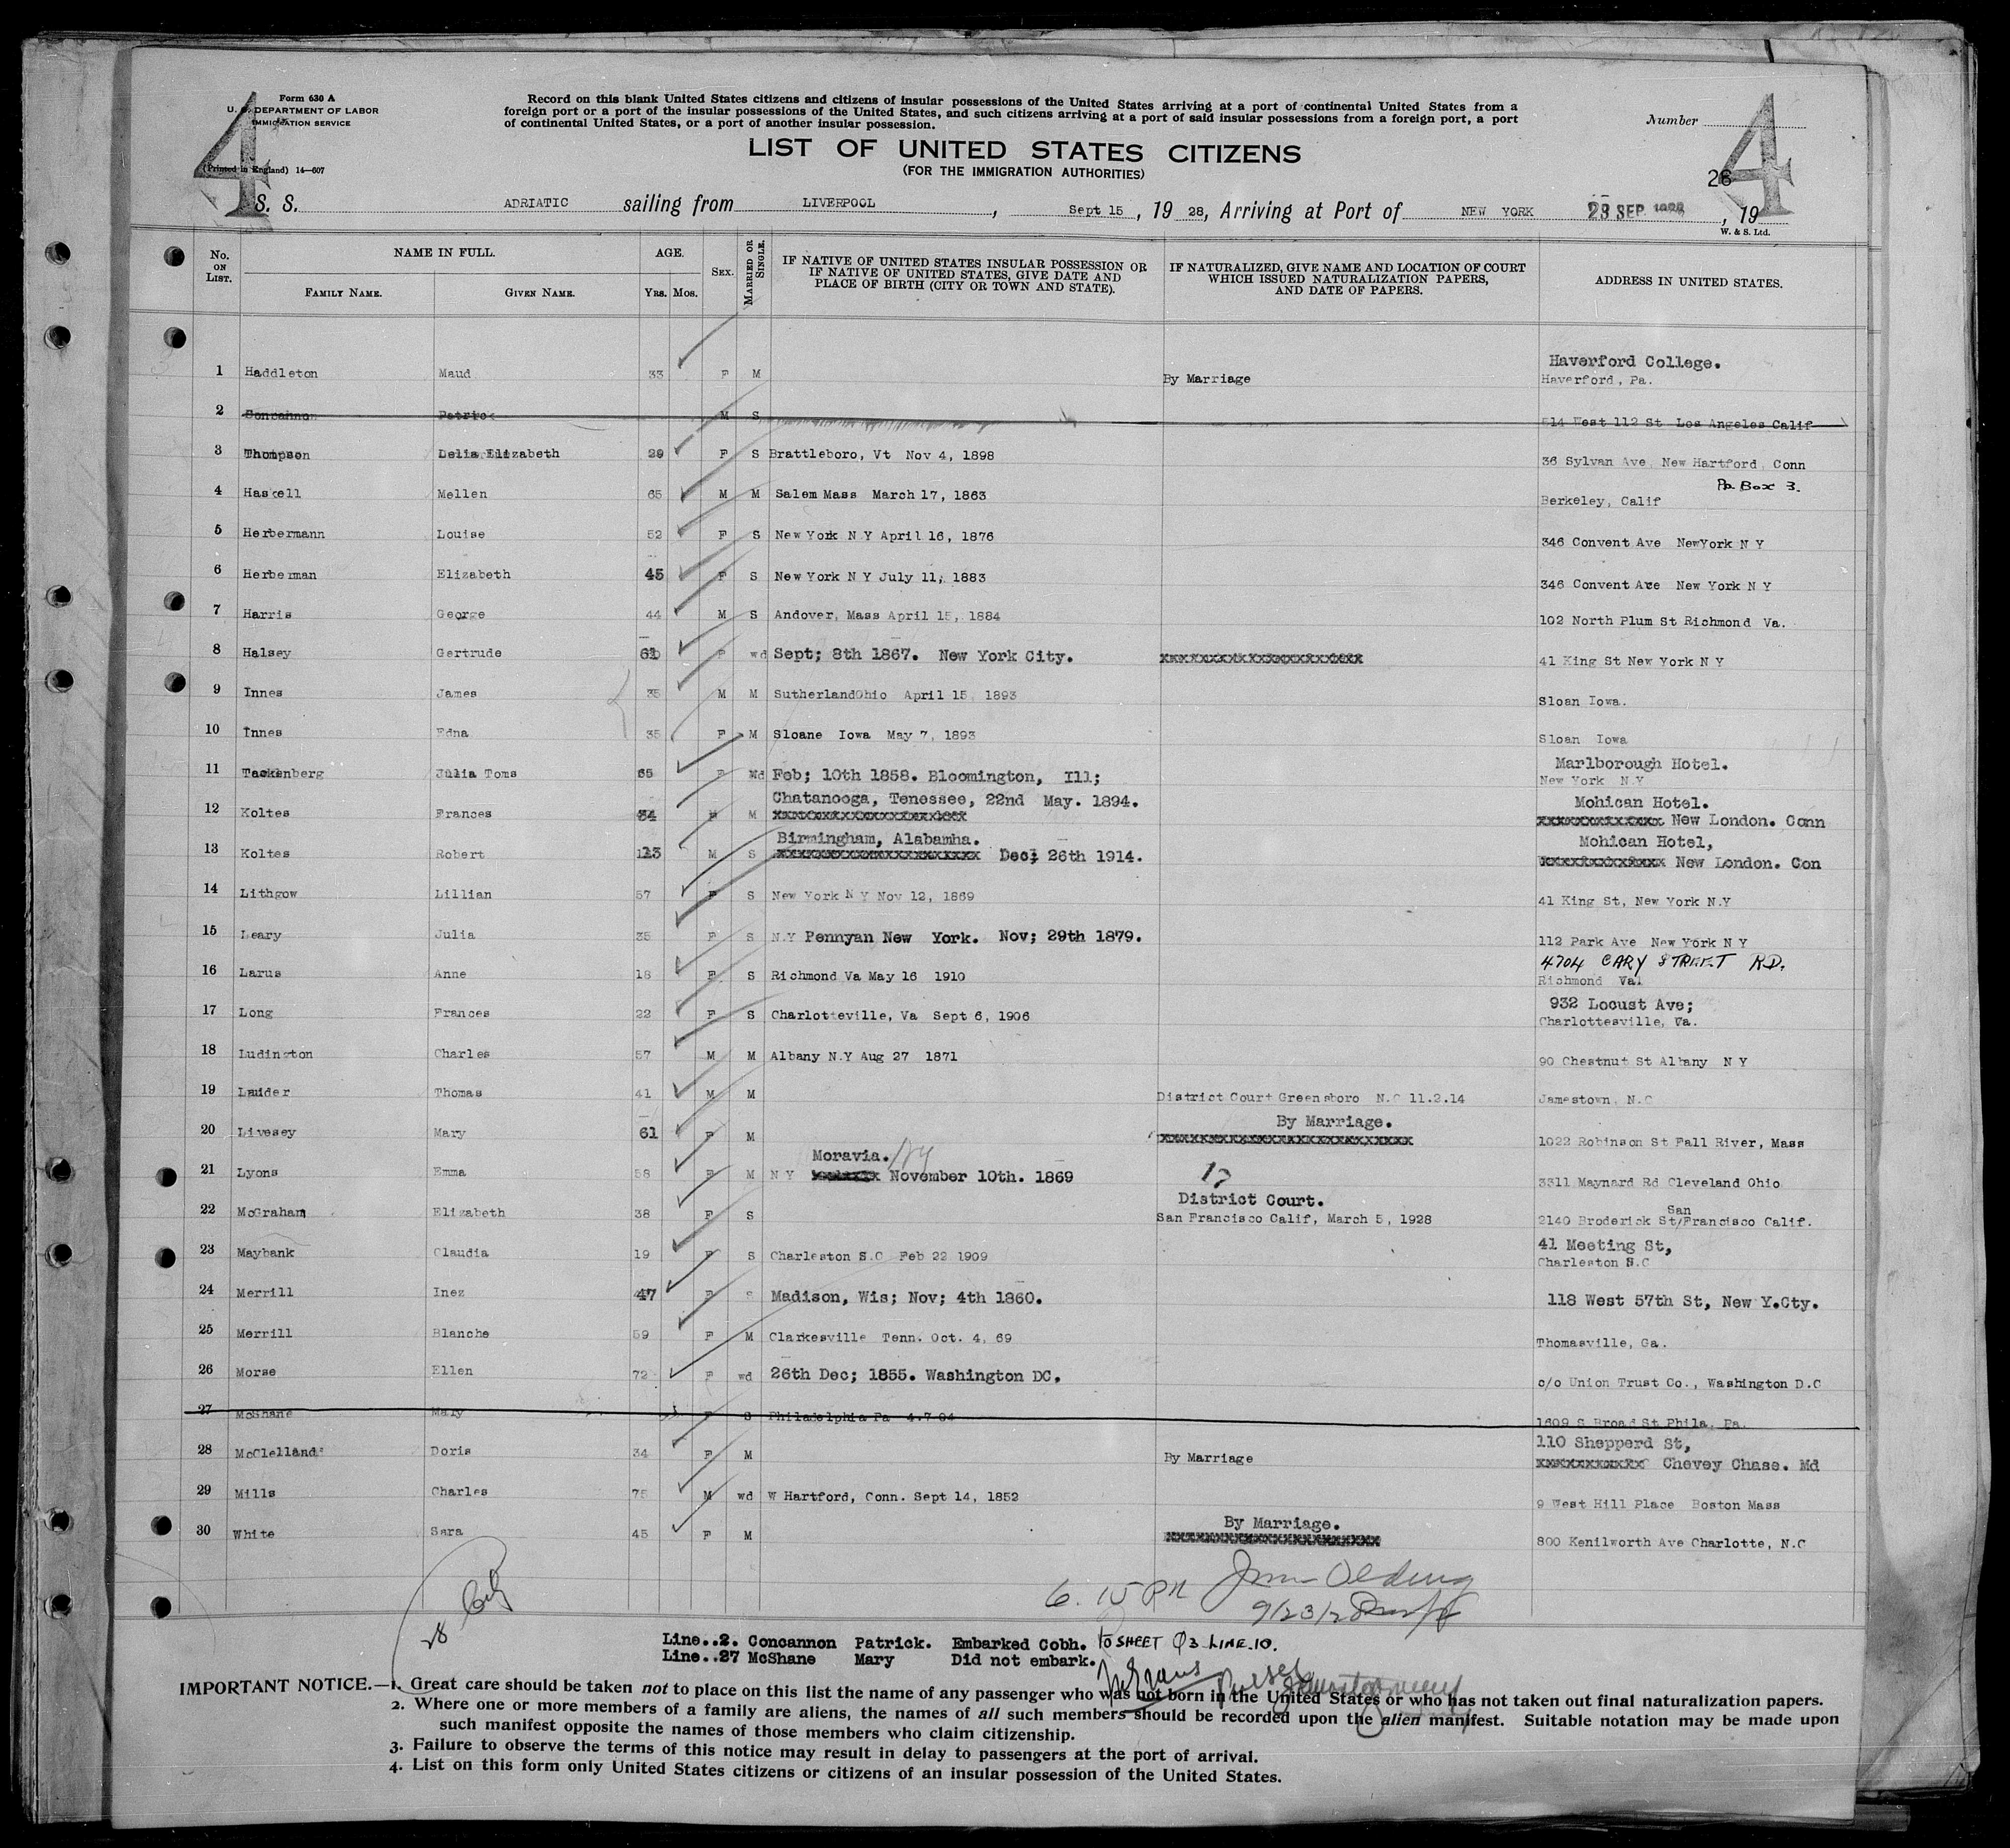 Form 630 A
U. S. DEPARTMENT OF LABOR
IMMIGRATION SERVICE
(Printed in England) 14—607
4
Record on this blank United States citizens and citizens of insular possessions of the United States arriving at a port of continental United States from a
foreign port or a port of the insular possessions of the United States, and such citizens arriving at a port of said insular possessions from a foreign port, a port
of continental United States, or a port of another insular possession.
Number
4
LIST OF UNITED STATES CITIZENS
(FOR THE IMMIGRATION AUTHORITIES)
26
S. S. ADRIATIC sailing from LIVERPOOL, Sept 15, 19 28, Arriving at Port of NEW YORK 23 SEP 1928, 19
W. & S. Ltd.
No. ON LIST. NAME IN FULL. FAMILY NAME. GIVEN NAME. AGE. Yrs. Mos. SEX. MARRIED OR SINGLE. IF NATIVE OF UNITED STATES INSULAR POSSESSION OR IF NATIVE OF UNITED STATES, GIVE DATE AND PLACE OF BIRTH (CITY OR TOWN AND STATE). IF NATURALIZED, GIVE NAME AND LOCATION OF COURT WHICH ISSUED NATURALIZATION PAPERS, AND DATE OF PAPERS. ADDRESS IN UNITED STATES.
1 Haddleton Maud 33 F M By Marriage Haverford College. Haverford, Pa.
2 Concannon Patrick M S 514 West 112 St Los Angeles Calif
3 Thompson Delia Elizabeth 29 F S Brattleboro, Vt Nov 4, 1898 36 Sylvan Ave New Hartford Conn
4 Haskell Mellen 65 M M Salem Mass March 17, 1863 Po Box 3. Berkeley, Calif
5 Herbermann Louise 52 F S New York N Y April 16, 1876 346 Convent Ave NewYork N Y
6 Herberman Elizabeth 45 F S New York N Y July 11, 1883 346 Convent Ave New York N Y
7 Harris George 44 M S Andover, Mass April 15, 1884 102 North Plum St Richmond Va.
8 Halsey Gertrude 61 F wd Sept; 8th 1867. New York City. 41 King St New York N Y
9 Innes James 35 M M SutherlandOhio April 15, 1893 Sloan Iowa.
10 Innes Edna 35 F M Sloane Iowa May 7, 1893 Sloan Iowa
11 Tackenberg Julia Toms 65 F Md Feb; 10th 1858. Bloomington, Ill; Marlborough Hotel. New York N.Y
12 Koltes Frances 34 M Chatanooga, Tenessee, 22nd May. 1894. Mohican Hotel. New London. Conn
13 Koltes Robert 13 M S Birmingham, Alabamha. Dec; 26th 1914. Mohican Hotel, New London. Con
14 Lithgow Lillian 57 F S New York N Y Nov 12, 1869 41 King St, New York N.Y
15 Leary Julia 35 F S N.Y Pennyan New York. Nov; 29th 1879. 112 Park Ave New York N Y
16 Larus Anne 18 F S Richmond Va May 16 1910 4704 CARY STREET RD. Richmond Val
17 Long Frances 22 F S Charlotteville, Va Sept 6, 1906 932 Locust Ave; Charlottesville, Va.
18 Ludington Charles 57 M M Albany N.Y Aug 27 1871 90 Chestnut St Albany N Y
19 Lauder Thomas 41 M M District Court Greensboro N.C 11.2.14 Jamestown, N.C
20 Livesey Mary 61 F M By Marriage. 1022 Robinson St Fall River, Mass
21 Lyons Emma 58 F M N Y Moravia. NY November 10th. 1869 3311 Maynard Rd Cleveland Ohio
22 McGraham Elizabeth 38 F S District Court. San Francisco Calif, March 5, 1928 2140 Broderick St/San Francisco Calif.
23 Maybank Claudia 19 F S Charleston S.C Feb 22 1909 41 Meeting St, Charleston S.C
24 Merrill Inez 47 F S Madison, Wis; Nov; 4th 1860. 118 West 57th St, New Y.Cty.
25 Merrill Blanche 59 F M Clarkesville Tenn. Oct. 4, 69 Thomasville, Ga.
26 Morse Ellen 72 F wd 26th Dec; 1855. Washington DC. c/o Union Trust Co., Washington D.C
27 McShane Mary F S Philadelphia Pa 4.7.04 1609 S Broad St Phila. Pa.
28 McClelland Doris 34 F M By Marriage 110 Shepperd St, Chevey Chase. Md
29 Mills Charles 75 M wd W Hartford, Conn. Sept 14, 1852 9 West Hill Place Boston Mass
30 White Sara 45 F M By Marriage. 800 Kenilworth Ave Charlotte, N.C
6. 15 PM
28
Line..2. Concannon Patrick. Embarked Cobh. TO SHEET 03 LINE 10.
Line..27 McShane Mary Did not embark.
IMPORTANT NOTICE.—1. Great care should be taken not to place on this list the name of any passenger who was not born in the United States or who has not taken out final naturalization papers.
2. Where one or more members of a family are aliens, the names of all such members should be recorded upon the alien manifest. Suitable notation may be made upon
such manifest opposite the names of those members who claim citizenship.
3. Failure to observe the terms of this notice may result in delay to passengers at the port of arrival.
4. List on this form only United States citizens or citizens of an insular possession of the United States.